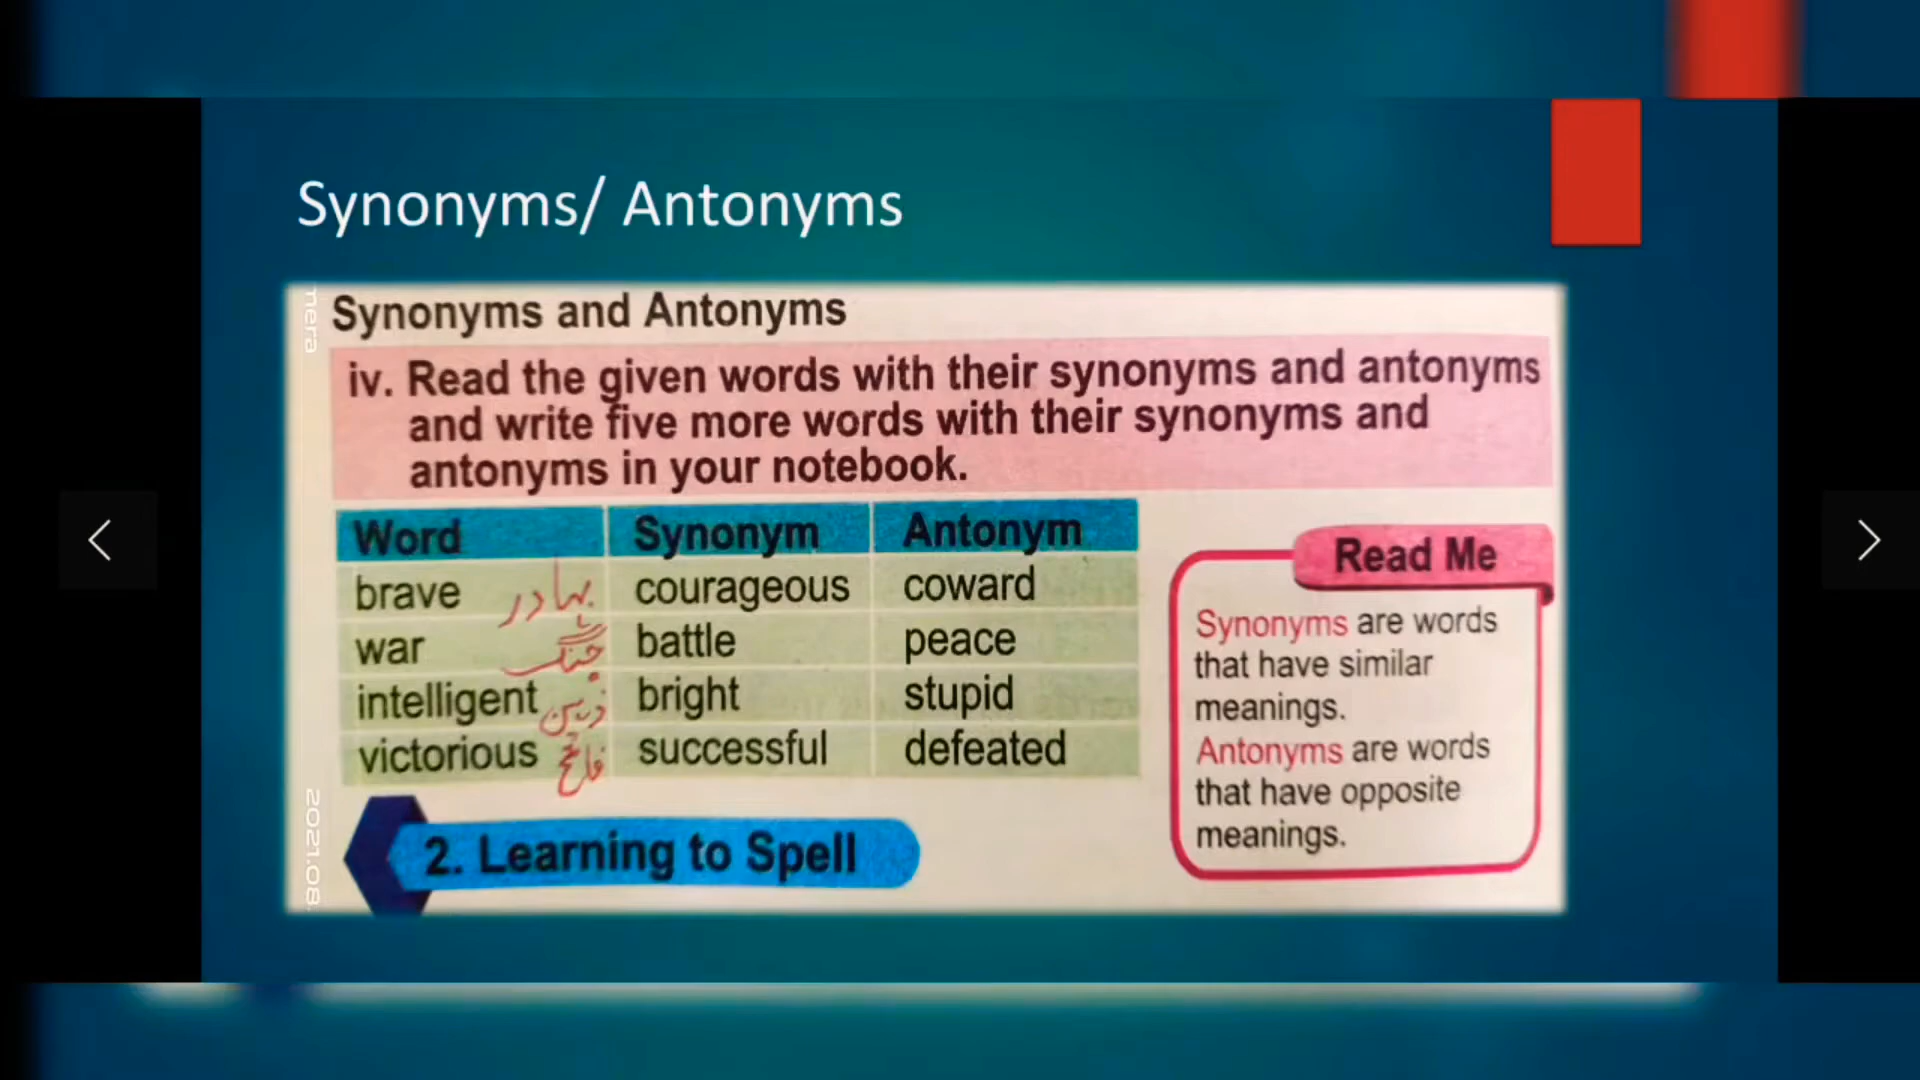 Synonyms/ Antonyms
Synonyms and Antonyms
iv. Read the given words with their synonyms and antonyms
and write five more words with their synonyms and
antonyms in your notebook.
Word Synonym Antonym
brave بہادر courageous coward
war جنگ battle peace
intelligent ذہین bright stupid
victorious فاتح successful defeated
Read Me
Synonyms are words
that have similar
meanings.
Antonyms are words
that have opposite
meanings.
2. Learning to Spell
mera
2021.08.